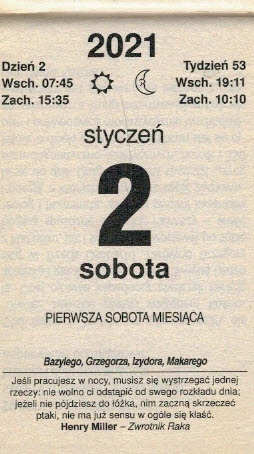 2021
Dzień 2
Tydzień 53
Wsch. 07:45
Wsch. 19:11
Zach. 15:35
Zach. 10:10
styczeń
2
sobota
PIERWSZA SOBOTA MIESIĄCA
Bazylego, Grzegorza, Izydora, Makarego
Jeśli pracujesz w nocy, musisz się wystrzegać jednej
rzeczy: nie wolno ci odstąpić od swego rozkładu dnia;
jeżeli nie pójdziesz do łóżka, nim zaczną skrzeczeć
ptaki, nie ma już sensu w ogóle się kłaść.
Henry Miller – Zwrotnik Raka